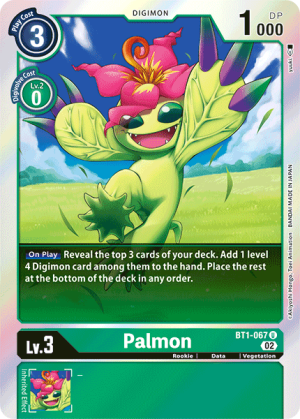 DIGIMON
Play Cost
3
1000
DP
Digivolve Cost
Lv.2
0
On Play Reveal the top 3 cards of your deck. Add 1 level
4 Digimon card among them to the hand. Place the rest
at the bottom of the deck in any order.
Lv.3
Palmon
BT1-067 U
02
Rookie
Data
Vegetation
Inherited Effect
-
©Akiyoshi Hongo, Toei Animation · BANDAI MADE IN JAPAN